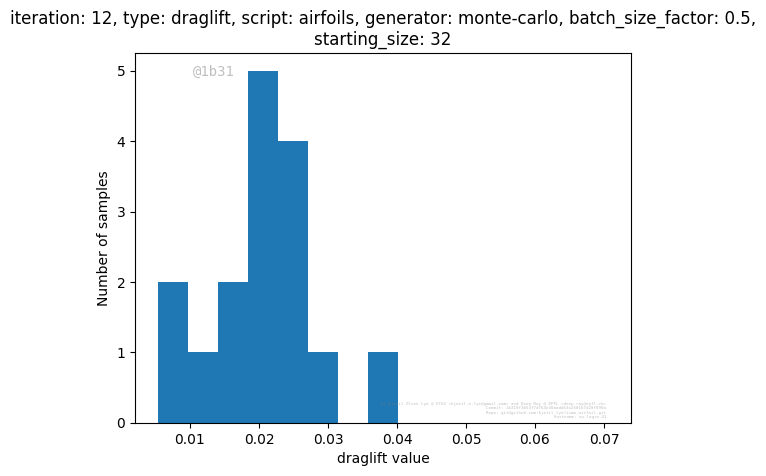 iteration: 12, type: draglift, script: airfoils, generator: monte-carlo, batch_size_factor: 0.5,
starting_size: 32
@1b31
5
4
3
2
1
0
Number of samples
0.01 0.02 0.03 0.04 0.05 0.06 0.07
draglift value